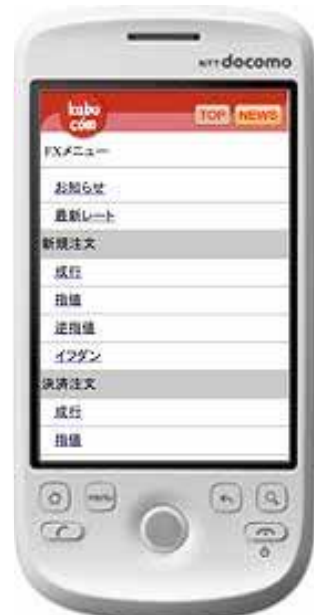 NTT docomo
kabu
com
TOP NEWS
FXメニュー
お知らせ
最新レート
新規注文
成行
指値
逆指値
イフダン
決済注文
成行
指値
menu